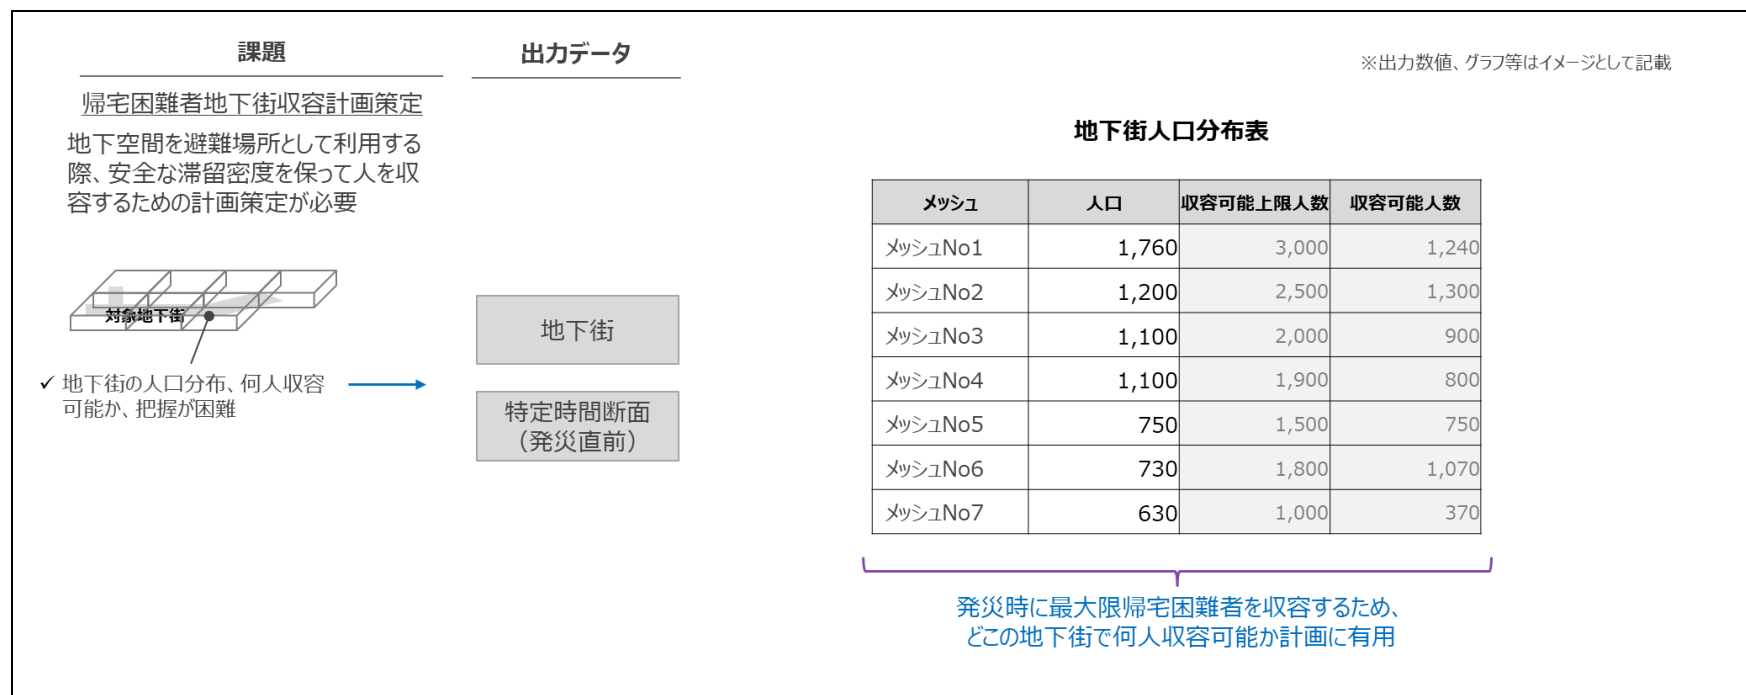 課題
出力データ
※出力数値、グラフ等はイメージとして記載
帰宅困難者地下街収容計画策定
地下空間を避難場所として利用する
際、安全な滞留密度を保って人を収
容するための計画策定が必要
対象地下街
✓ 地下街の人口分布、何人収容
可能か、把握が困難
地下街
特定時間断面
（発災直前）
地下街人口分布表
メッシュ 人口 収容可能上限人数 収容可能人数
メッシュNo1 1,760 3,000 1,240
メッシュNo2 1,200 2,500 1,300
メッシュNo3 1,100 2,000 900
メッシュNo4 1,100 1,900 800
メッシュNo5 750 1,500 750
メッシュNo6 730 1,800 1,070
メッシュNo7 630 1,000 370
発災時に最大限帰宅困難者を収容するため、
どこの地下街で何人収容可能か計画に有用